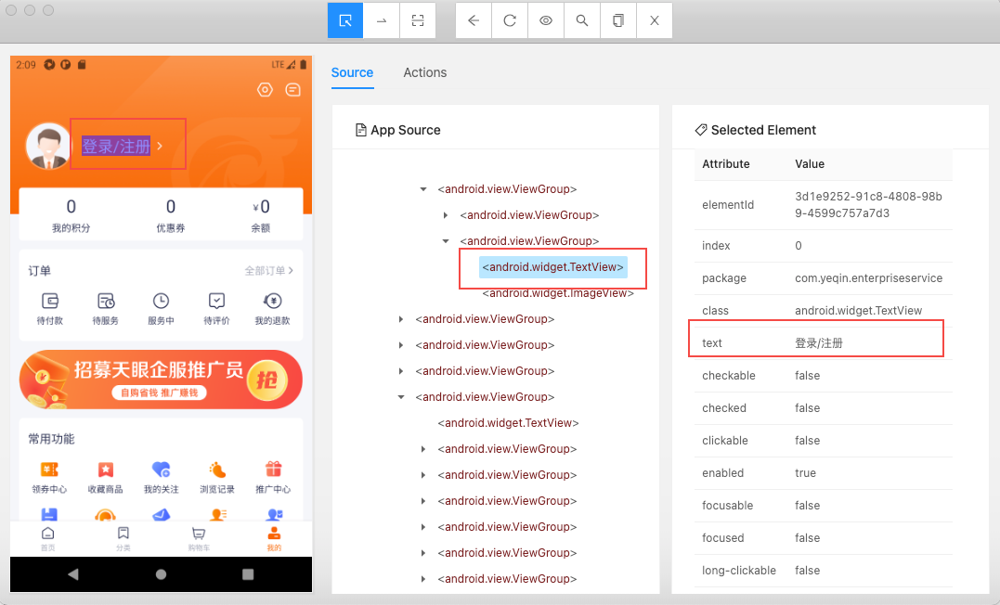 Source
Actions
2:09
LTE
登录/注册
0
0
¥0
我的积分
优惠券
余额
订单
全部订单
待付款
待服务
服务中
待评价
我的退款
招募天眼企服推广员
自购省钱 推广赚钱
抢
常用功能
领券中心
收藏商品
我的关注
浏览记录
推广中心
首页
分类
购物车
我的
App Source
<android.view.ViewGroup>
<android.view.ViewGroup>
<android.view.ViewGroup>
<android.widget.TextView>
<android.widget.ImageView>
<android.view.ViewGroup>
<android.view.ViewGroup>
<android.view.ViewGroup>
<android.view.ViewGroup>
<android.widget.TextView>
<android.view.ViewGroup>
<android.view.ViewGroup>
<android.view.ViewGroup>
<android.view.ViewGroup>
<android.view.ViewGroup>
<android.view.ViewGroup>
Selected Element
Attribute Value
elementId 3d1e9252-91c8-4808-98b
9-4599c757a7d3
index 0
package com.yeqin.enterpriseservice
class android.widget.TextView
text 登录/注册
checkable false
checked false
clickable false
enabled true
focusable false
focused false
long-clickable false